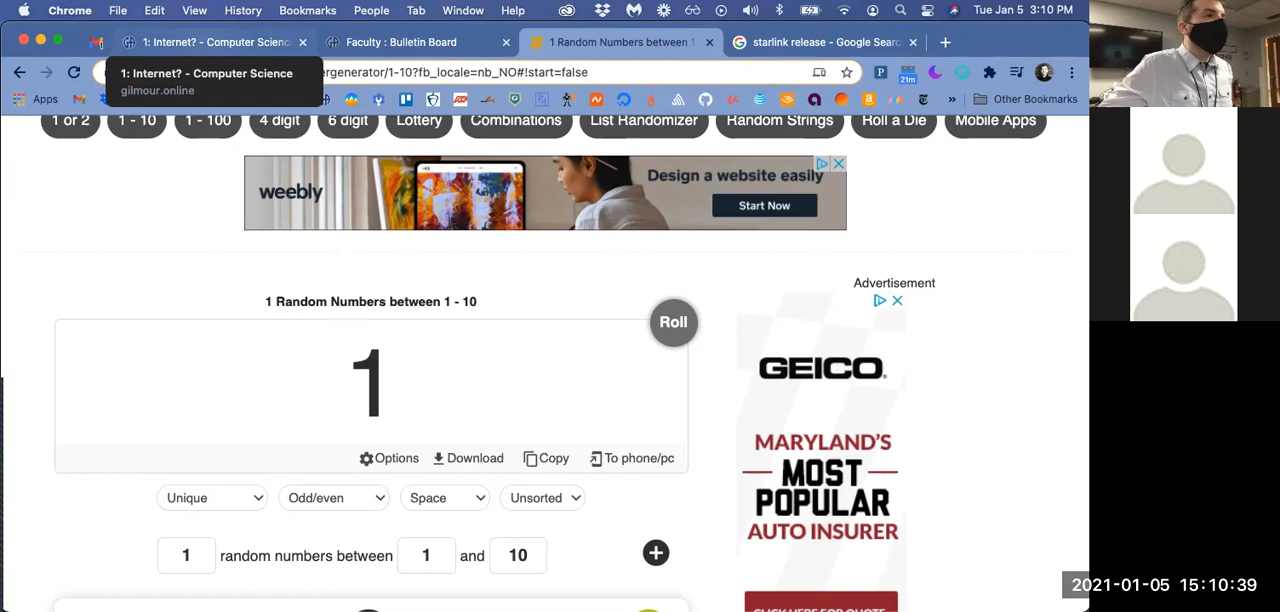 Chrome File Edit View History Bookmarks People Tab Window Help Tue Jan 5 3:10 PM
1: Internet? - Computer Scienc Faculty : Bulletin Board 1 Random Numbers between 1 starlink release - Google Searc
ergenerator/1-10?fb_locale=nb_NO#!start=false
1: Internet? - Computer Science
gilmour.online
21m
Apps Other Bookmarks
1 or 2 1 - 10 1 - 100 4 digit 6 digit Lottery Combinations List Randomizer Random Strings Roll a Die Mobile Apps
weebly
Design a website easily
Start Now
Advertisement
1 Random Numbers between 1 - 10
Roll
1
Options Download Copy To phone/pc
Unique Odd/even Space Unsorted
1 random numbers between 1 and 10
GEICO.
MARYLAND'S
MOST
POPULAR
AUTO INSURER
CLICK HERE FOR QUOTE
2021-01-05 15:10:39